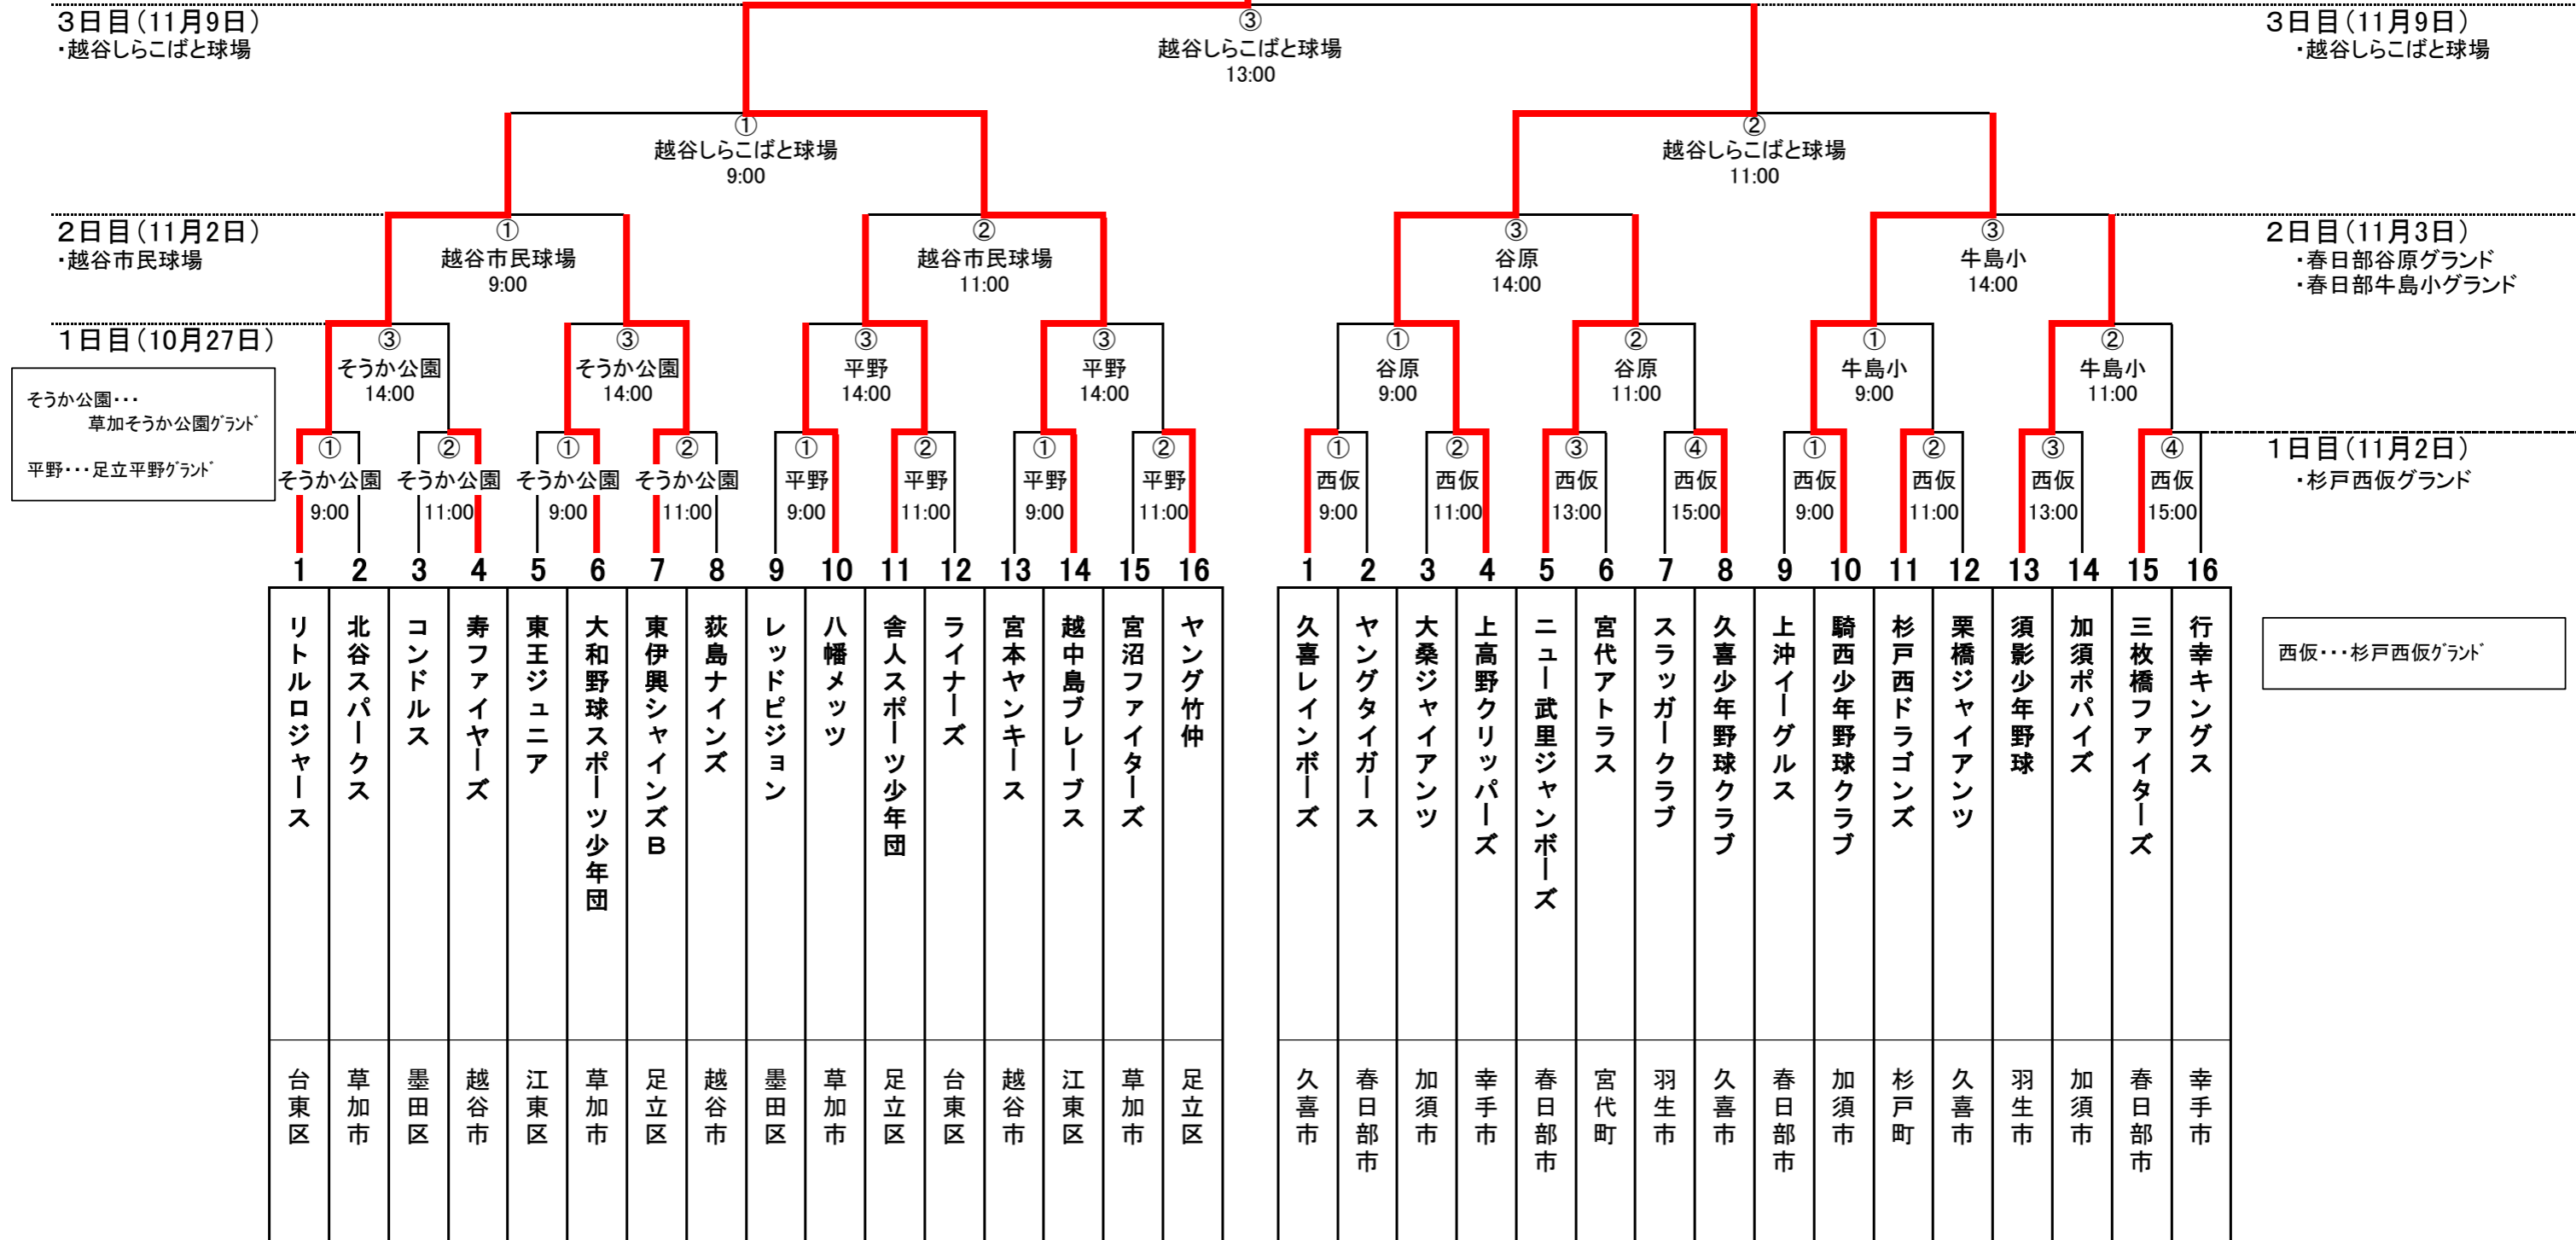 3日目(11月9日)
・越谷しらこばと球場
③
越谷しらこばと球場
13:00
3日目(11月9日)
・越谷しらこばと球場
①
越谷しらこばと球場
9:00
②
越谷しらこばと球場
11:00
2日目(11月2日)
・越谷市民球場
①
越谷市民球場
9:00
②
越谷市民球場
11:00
③
谷原
14:00
③
牛島小
14:00
2日目(11月3日)
・春日部谷原グランド
・春日部牛島小グランド
1日目(10月27日)
③
そうか公園
14:00
③
そうか公園
14:00
③
平野
14:00
③
平野
14:00
①
谷原
9:00
②
谷原
11:00
①
牛島小
9:00
②
牛島小
11:00
そうか公園・・・
草加そうか公園グランド
平野・・・足立平野グランド
①
そうか公園
9:00
②
そうか公園
11:00
①
そうか公園
9:00
②
そうか公園
11:00
①
平野
9:00
②
平野
11:00
①
平野
9:00
②
平野
11:00
①
西仮
9:00
②
西仮
11:00
③
西仮
13:00
④
西仮
15:00
①
西仮
9:00
②
西仮
11:00
③
西仮
13:00
④
西仮
15:00
1日目(11月2日)
・杉戸西仮グランド
1 2 3 4 5 6 7 8 9 10 11 12 13 14 15 16
リトルロジャース
北谷スパークス
コンドルス
寿ファイヤーズ
東王ジュニア
大和野球スポーツ少年団
東伊興シャインズB
荻島ナインズ
レッドピジョン
八幡メッツ
舎人スポーツ少年団
ライナーズ
宮本ヤンキース
越中島ブレーブス
宮沼ファイターズ
ヤング竹仲
台東区
草加市
墨田区
越谷市
江東区
草加市
足立区
越谷市
墨田区
草加市
足立区
台東区
越谷市
江東区
草加市
足立区
1 2 3 4 5 6 7 8 9 10 11 12 13 14 15 16
久喜レインボーズ
ヤングタイガース
大桑ジャイアンツ
上高野クリッパーズ
ニュー武里ジャンボーズ
宮代アトラス
スラッガークラブ
久喜少年野球クラブ
上沖イーグルス
騎西少年野球クラブ
杉戸西ドラゴンズ
栗橋ジャイアンツ
須影少年野球
加須ポパイズ
三枚橋ファイターズ
行幸キングス
久喜市
春日部市
加須市
幸手市
春日部市
宮代町
羽生市
久喜市
春日部市
加須市
杉戸町
久喜市
羽生市
加須市
春日部市
幸手市
西仮・・・杉戸西仮グランド